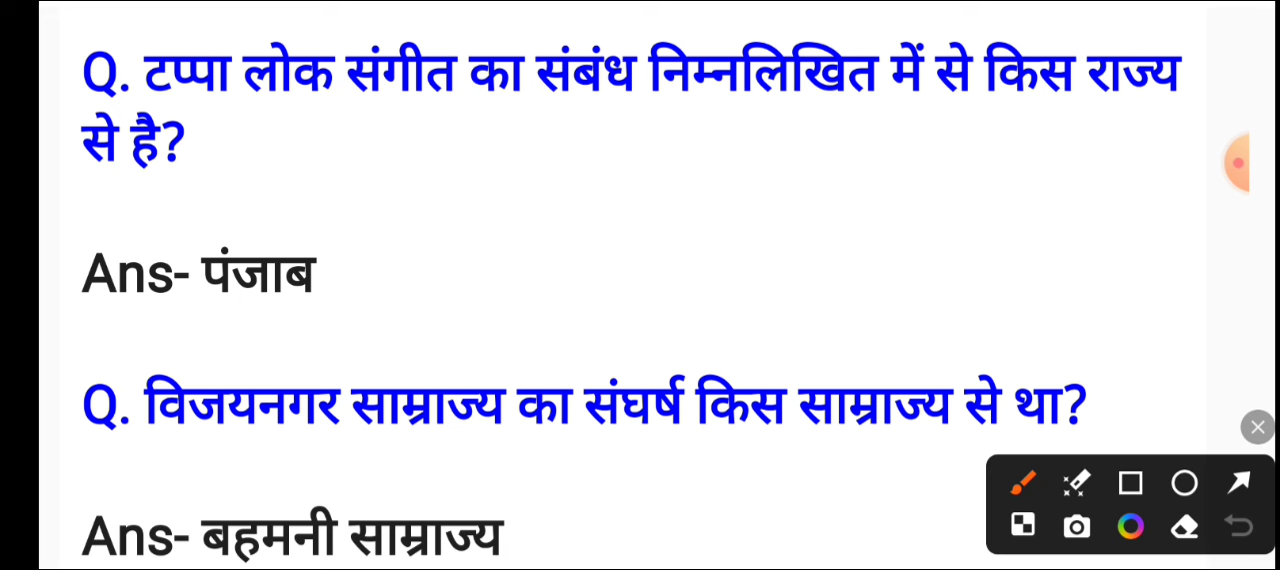 Q. टप्पा लोक संगीत का संबंध निम्नलिखित में से किस राज्य
से है?
Ans- पंजाब
Q. विजयनगर साम्राज्य का संघर्ष किस साम्राज्य से था?
Ans- बहमनी साम्राज्य